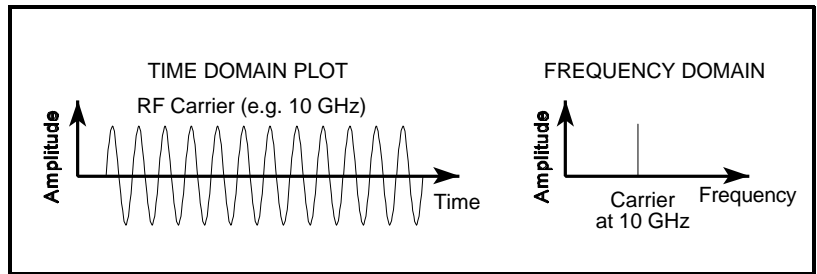 TIME DOMAIN PLOT
RF Carrier (e.g. 10 GHz)
Amplitude
Time
FREQUENCY DOMAIN
Amplitude
Carrier
at 10 GHz
Frequency